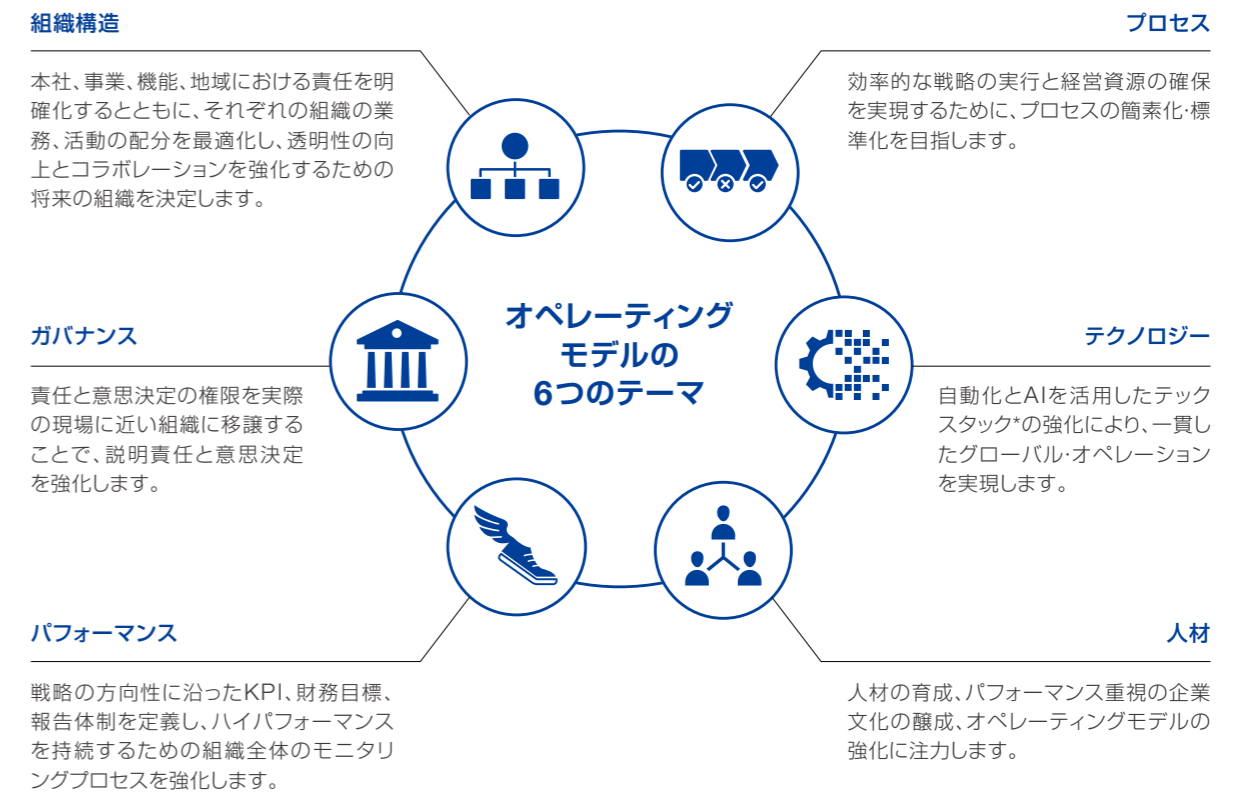 組織構造
本社、事業、機能、地域における責任を明
確化するとともに、それぞれの組織の業
務、活動の配分を最適化し、透明性の向
上とコラボレーションを強化するための
将来の組織を決定します。
プロセス
効率的な戦略の実行と経営資源の確保
を実現するために、プロセスの簡素化･標
準化を目指します。
オペレーティング
モデルの
6つのテーマ
ガバナンス
責任と意思決定の権限を実際
の現場に近い組織に移譲する
ことで、説明責任と意思決定
を強化します。
テクノロジー
自動化とAIを活用したテック
スタック*の強化により、一貫し
たグローバル･オペレーション
を実現します。
パフォーマンス
戦略の方向性に沿ったKPI、財務目標、
報告体制を定義し、ハイパフォーマンス
を持続するための組織全体のモニタリ
ングプロセスを強化します。
人材
人材の育成、パフォーマンス重視の企業
文化の醸成、オペレーティングモデルの
強化に注力します。